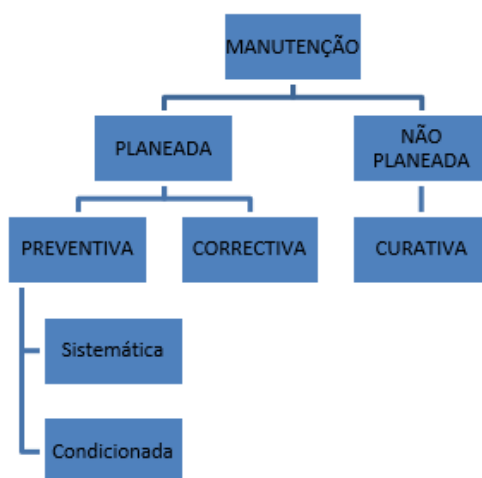 MANUTENÇÃO
PLANEADA
NÃO
PLANEADA
PREVENTIVA
CORRECTIVA
CURATIVA
Sistemática
Condicionada